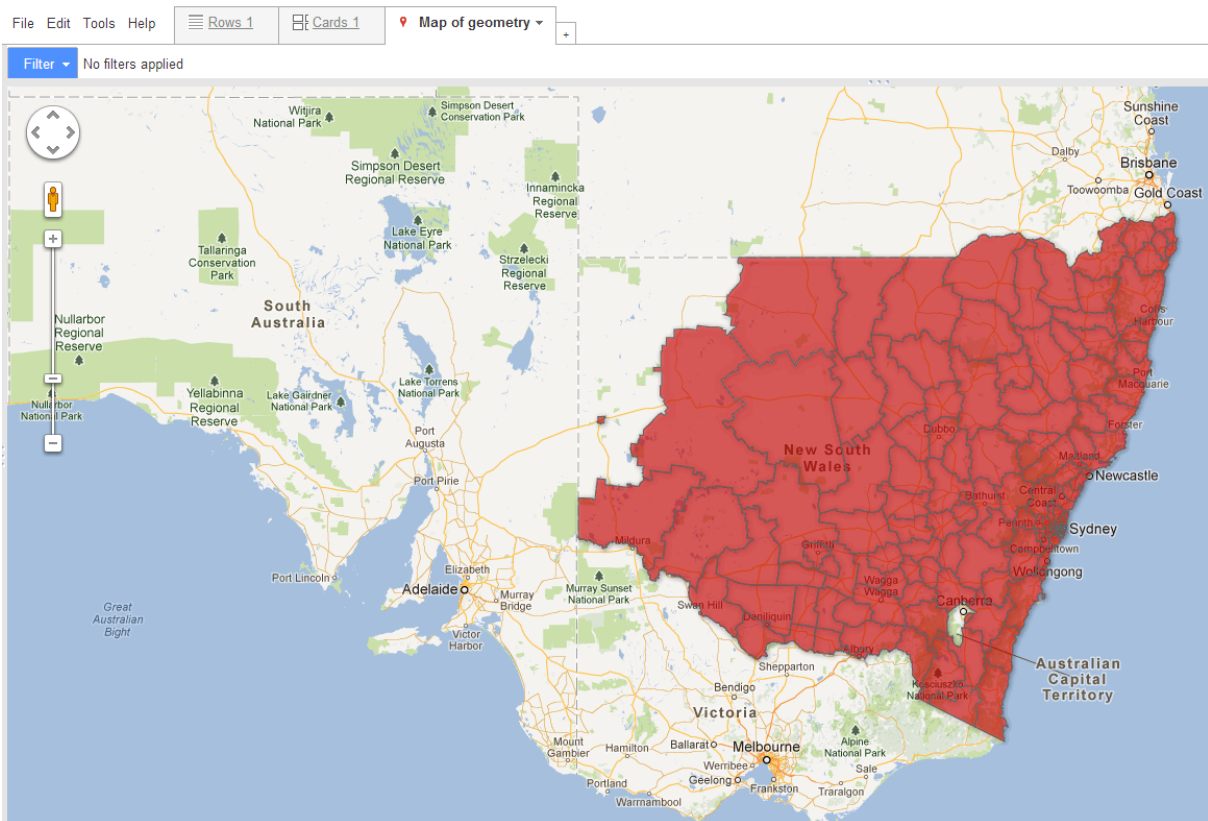 File Edit Tools Help
Rows 1
Cards 1
Map of geometry
+
Filter
No filters applied
Witjira
National Park
Simpson Desert
Conservation Park
Simpson Desert
Regional Reserve
Innamincka
Regional
Reserve
Lake Eyre
National Park
Tallaringa
Conservation
Park
Strzelecki
Regional
Reserve
South
Australia
Nullarbor
Regional
Reserve
Nullarbor
National Park
Yellabinna
Regional
Reserve
Lake Gairdner
National Park
Lake Torrens
National Park
Port
Augusta
Port Pirie
Port Lincoln
Elizabeth
Adelaide
Murray
Bridge
Victor
Harbor
Great
Australian
Bight
Sunshine
Coast
Dalby
Brisbane
Toowoomba
Gold Coast
Coffs
Harbour
Port
Macquarie
Forster
Dubbo
New South
Wales
Maitland
Newcastle
Bathurst
Central
Coast
Penrith
Sydney
Campbelltown
Wollongong
Mildura
Griffith
Murray Sunset
National Park
Swan Hill
Deniliquin
Wagga
Wagga
Canberra
Albury
Kosciuszko
National Park
Australian
Capital
Territory
Shepparton
Bendigo
Victoria
Mount
Gambier
Hamilton
Ballarat
Melbourne
Alpine
National Park
Werribee
Geelong
Sale
Portland
Frankston
Traralgon
Warrnambool